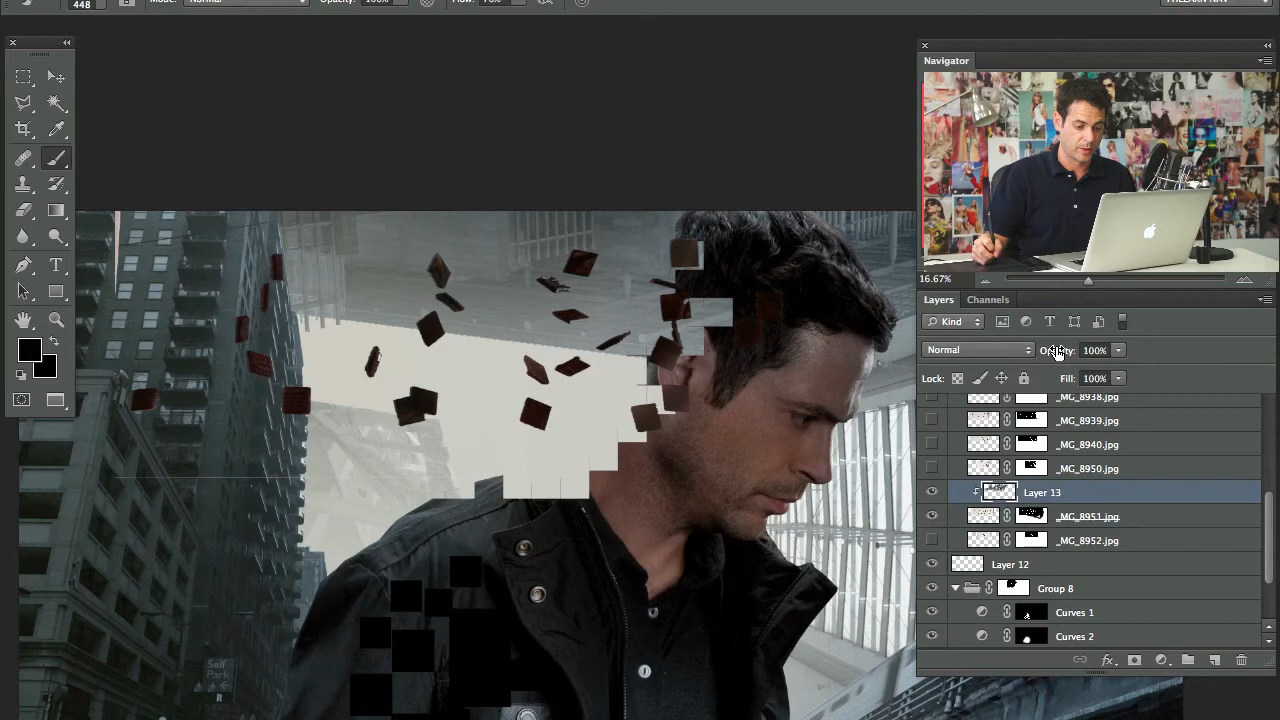 448
Mode:
Normal
Opacity:
100%
Flow:
Navigator
16.67%
Layers
Channels
Kind
Normal
Opacity: 100%
Lock:
Fill: 100%
_MG_8938.jpg
_MG_8939.jpg
_MG_8940.jpg
_MG_8950.jpg
Layer 13
_MG_8951.jpg
_MG_8952.jpg
Layer 12
Group 8
Curves 1
Curves 2
Self
Park
R